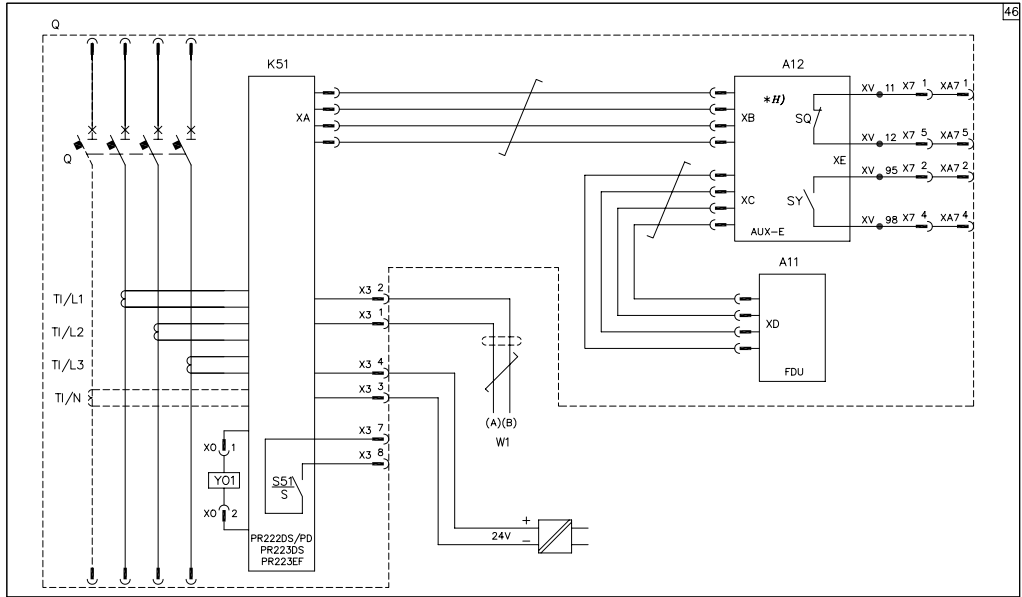 46
Q
K51
A12
XA
*H)
XB
SQ
XV 11 X7 1 XA7 1
XV 12 X7 5 XA7 5
XE
XV 95 X7 2 XA7 2
XC
SY
XV 98 X7 4 XA7 4
AUX-E
Q
A11
XD
FDU
TI/L1
TI/L2
TI/L3
TI/N
X3 2
X3 1
X3 4
X3 3
(A)(B)
W1
X3 7
X3 8
X0 1
YO1
X0 2
S51
S
PR222DS/PD
PR223DS
PR223EF
+
24V
−